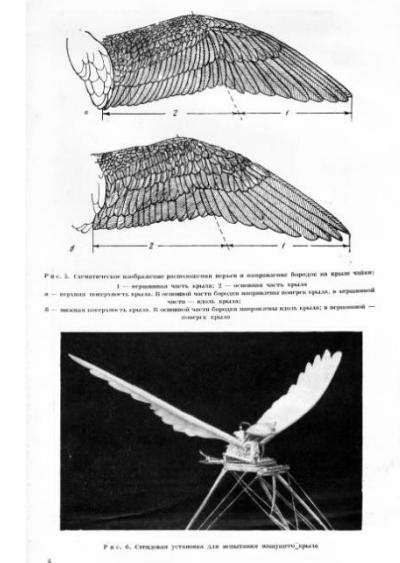 а
2
1
б
2
1
Рис. 5. Схематическое изображение расположения перьев и направление бородок на крыле чайки;
1 — вершинная часть крыла; 2 — основная часть крыла
а — верхняя поверхность крыла. В основной части бородки направлены поперек крыла, в вершинной
части — вдоль крыла;
б — нижняя поверхность крыла. В основной части бородки направлены вдоль крыла; в вершинной —
поперек крыла
Рис. 6. Стендовая установка для испытания машущего крыла